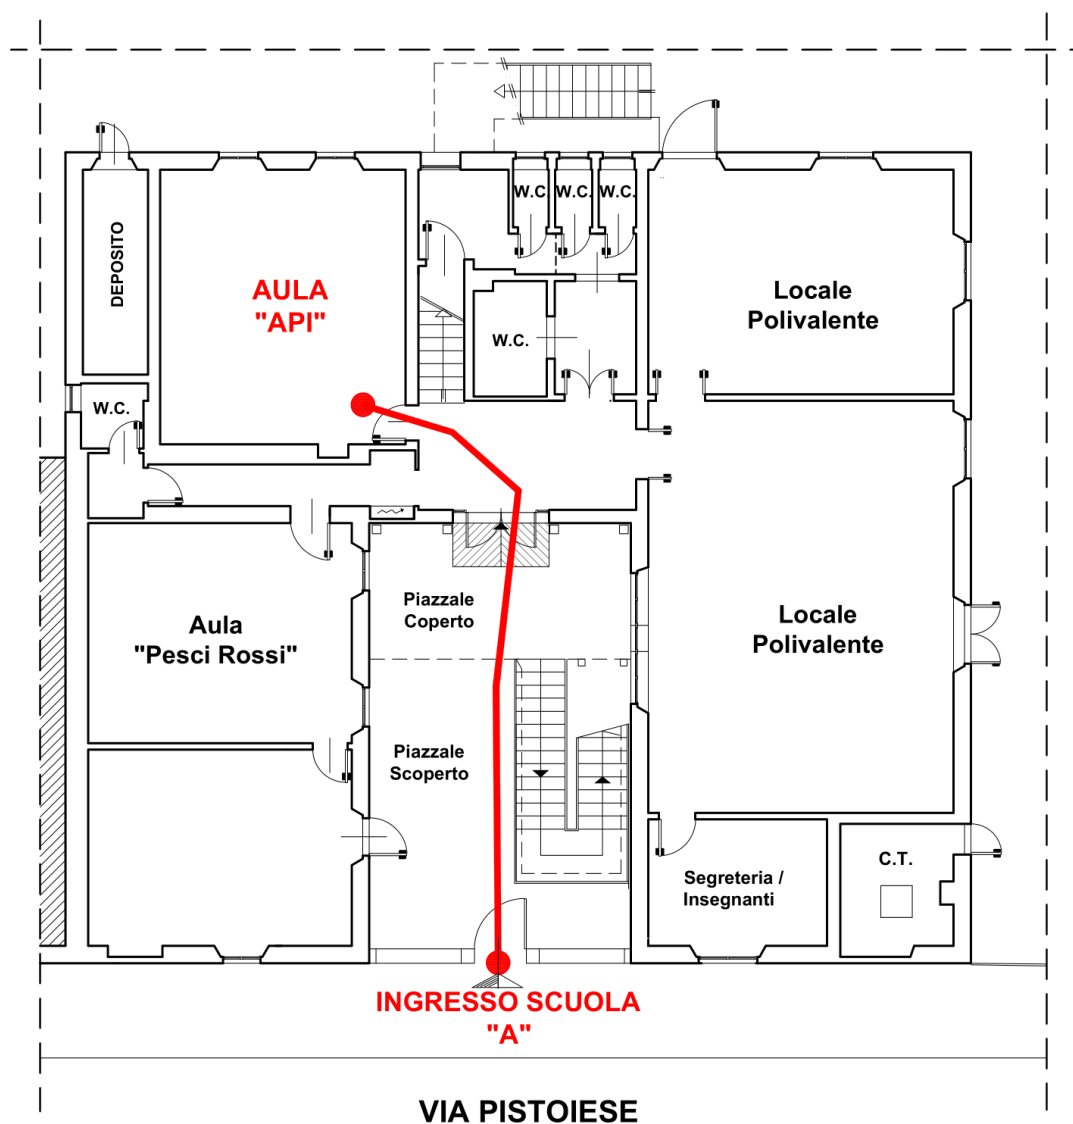 W.C.
W.C.
W.C.
DEPOSITO
AULA
"API"
Locale
Polivalente
W.C.
W.C.
Piazzale
Coperto
Aula
"Pesci Rossi"
Locale
Polivalente
Piazzale
Scoperto
Segreteria /
Insegnanti
C.T.
INGRESSO SCUOLA
"A"
VIA PISTOIESE